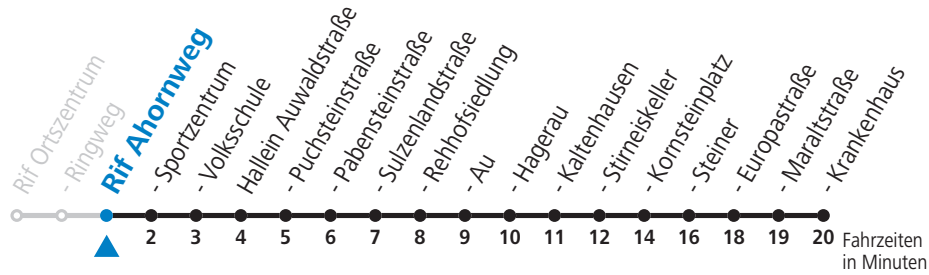 Rif Ortszentrum
- Ringweg
Rif Ahornweg
- Sportzentrum
- Volksschule
Hallein Auwaldstraße
- Puchsteinstraße
- Pabensteinstraße
- Sulzenlandstraße
- Rehhofsiedlung
- Au
- Hagerau
- Kaltenhausen
- Stirneiskeller
- Kornsteinplatz
- Steiner
- Europastraße
- Maraltstraße
- Krankenhaus
2 3 4 5 6 7 8 9 10 11 12 14 16 18 19 20 Fahrzeiten
in Minuten